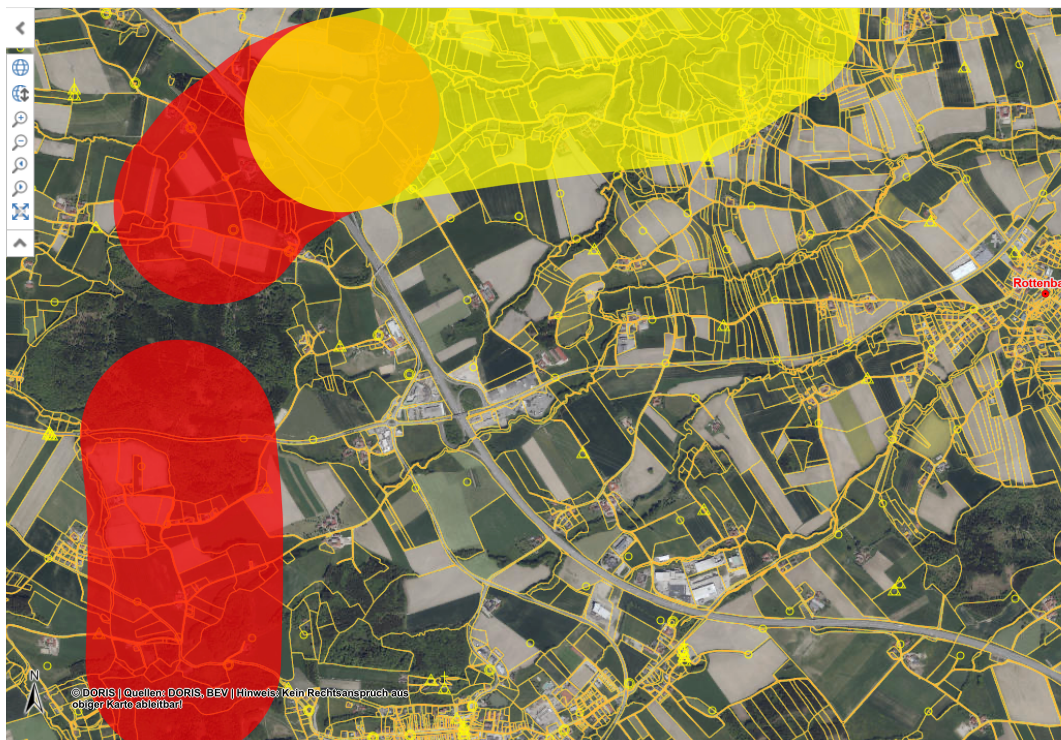 Rottenba
N
© DORIS | Quellen: DORIS, BEV | Hinweis: Kein Rechtsanspruch aus
obiger Karte ableitbar!